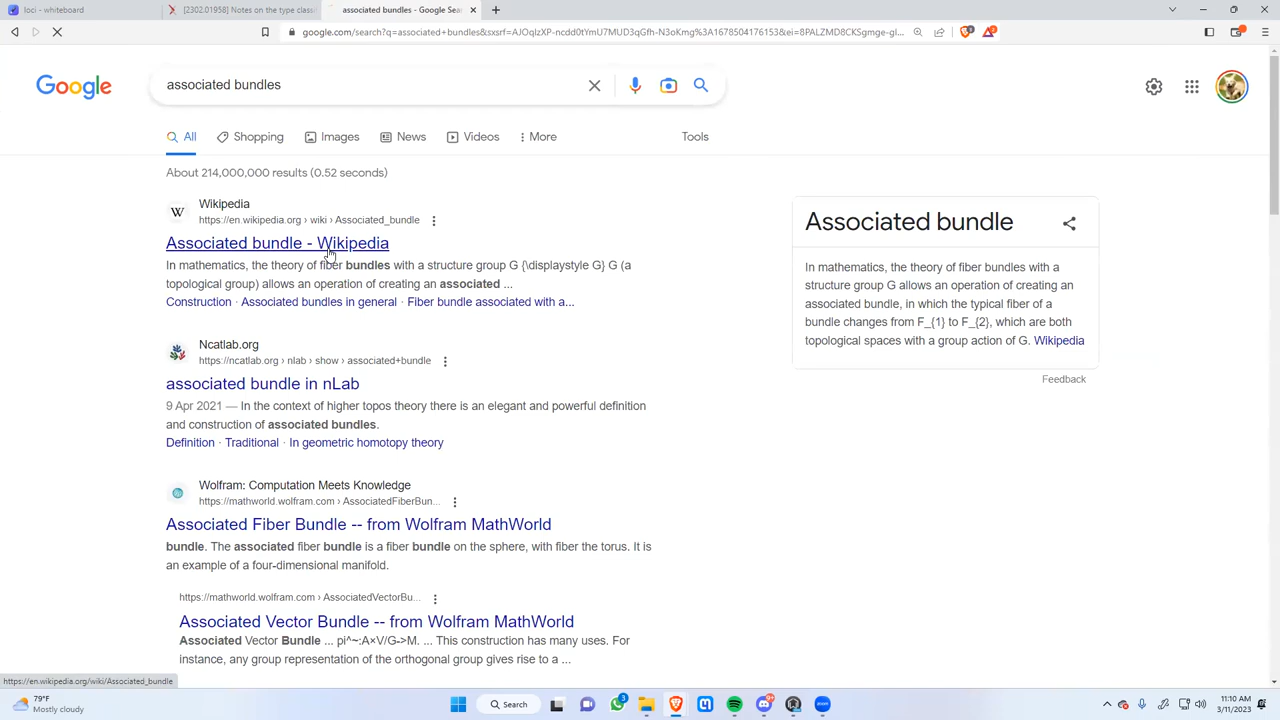 loci - whiteboard
[2302.01958] Notes on the type class
associated bundles - Google Sear
google.com/search?q=associated+bundles&sxsrf=AJOqlzXP-ncdd0tYmU7MUD3qGfh-N3oKmg%3A1678504176153&ei=8PALZMD8CKSgmge-gI...
Google
associated bundles
All
Shopping
Images
News
Videos
More
Tools
About 214,000,000 results (0.52 seconds)
Wikipedia
https://en.wikipedia.org › wiki › Associated_bundle
Associated bundle - Wikipedia
In mathematics, the theory of fiber bundles with a structure group G {\displaystyle G} G (a
topological group) allows an operation of creating an associated ...
Construction · Associated bundles in general · Fiber bundle associated with a...
Ncatlab.org
https://ncatlab.org › nlab › show › associated+bundle
associated bundle in nLab
9 Apr 2021 — In the context of higher topos theory there is an elegant and powerful definition
and construction of associated bundles.
Definition · Traditional · In geometric homotopy theory
Wolfram: Computation Meets Knowledge
https://mathworld.wolfram.com › AssociatedFiberBun...
Associated Fiber Bundle -- from Wolfram MathWorld
bundle. The associated fiber bundle is a fiber bundle on the sphere, with fiber the torus. It is
an example of a four-dimensional manifold.
https://mathworld.wolfram.com › AssociatedVectorBu...
Associated Vector Bundle -- from Wolfram MathWorld
Associated Vector Bundle ... pi^~:A×V/G->M. ... This construction has many uses. For
instance, any group representation of the orthogonal group gives rise to a ...
Associated bundle
In mathematics, the theory of fiber bundles with a
structure group G allows an operation of creating an
associated bundle, in which the typical fiber of a
bundle changes from F_{1} to F_{2}, which are both
topological spaces with a group action of G. Wikipedia
Feedback
https://en.wikipedia.org/wiki/Associated_bundle
79°F
Mostly cloudy
Search
3
9+
11:10 AM
3/11/2023